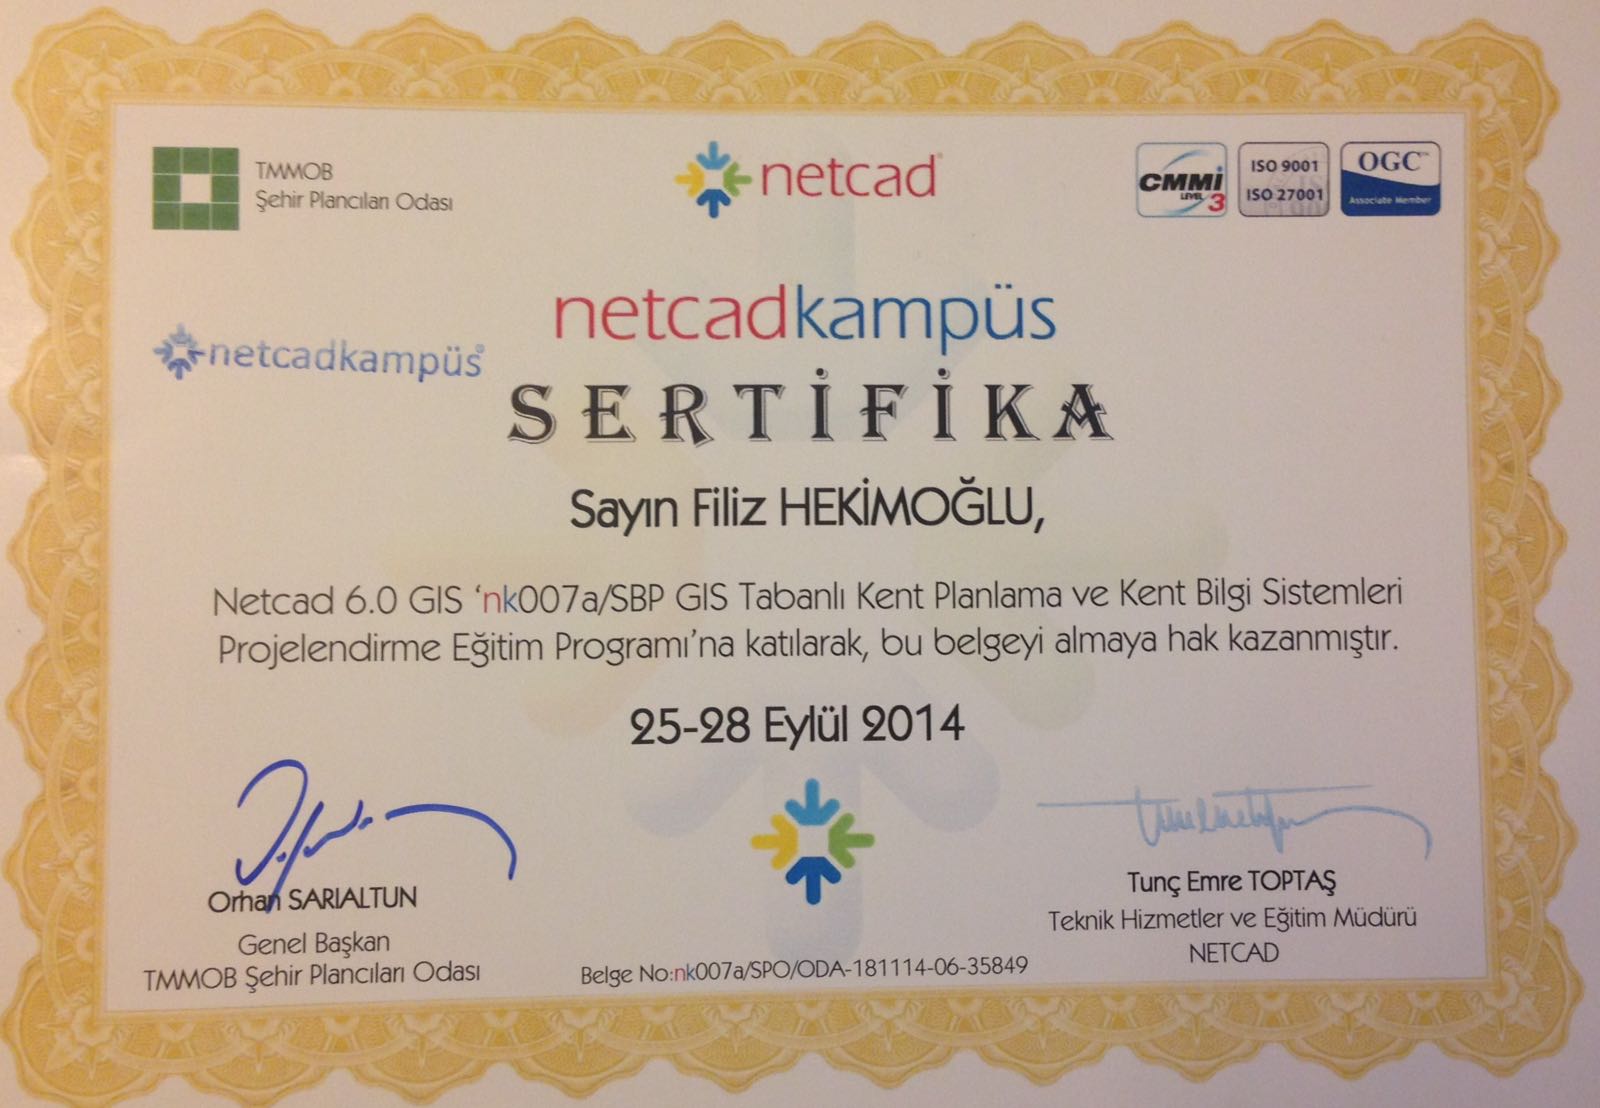 TMMOB
Şehir Plancıları Odası
netcad
CMMi
LEVEL 3
ISO 9001
ISO 27001
OGC™
Associate Member
netcadkampüs
netcadkampüs®
SERTİFİKA
Sayın Filiz HEKİMOĞLU,
Netcad 6.0 GIS ‘nk007a/SBP GIS Tabanlı Kent Planlama ve Kent Bilgi Sistemleri
Projelendirme Eğitim Programı’na katılarak, bu belgeyi almaya hak kazanmıştır.
25-28 Eylül 2014
Orhan SARIALTUN
Genel Başkan
TMMOB Şehir Plancıları Odası
Belge No:nk007a/SPO/ODA-181114-06-35849
Tunç Emre TOPTAŞ
Teknik Hizmetler ve Eğitim Müdürü
NETCAD